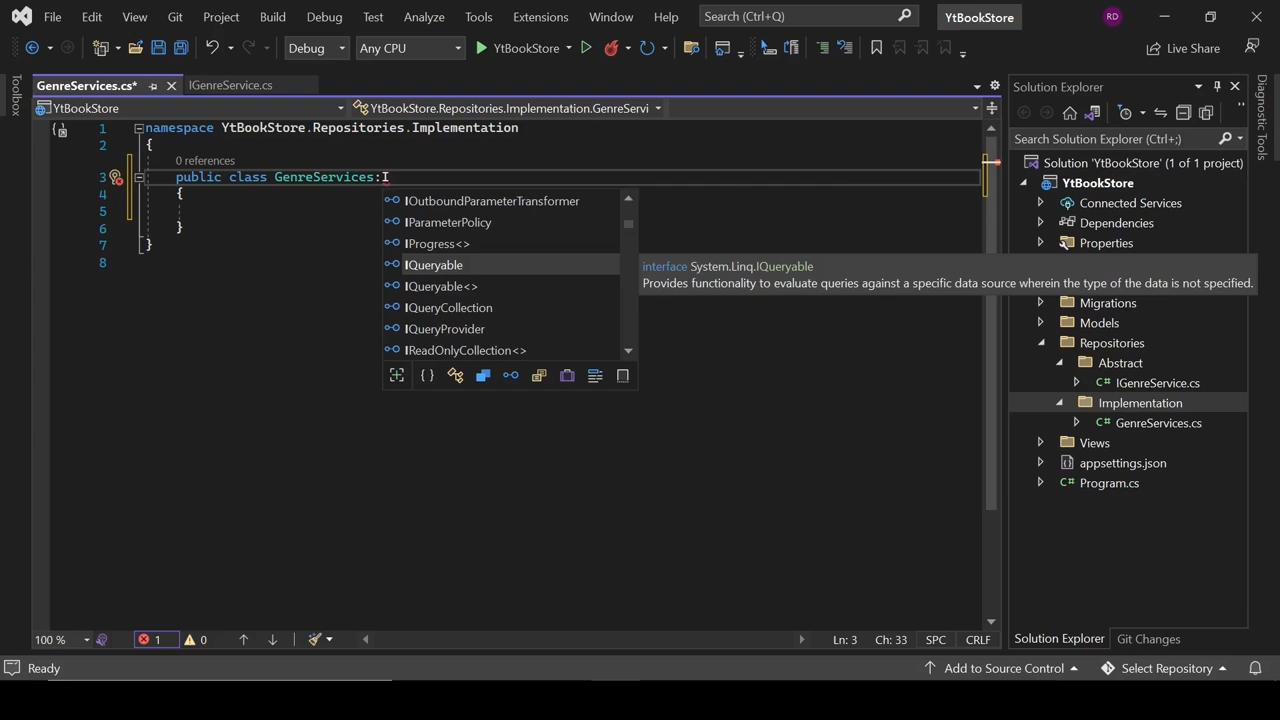 File Edit View Git Project Build Debug Test Analyze Tools Extensions Window Help Search (Ctrl+Q) YtBookStore RD
Debug Any CPU YtBookStore Live Share
GenreServices.cs* IGenreService.cs
YtBookStore YtBookStore.Repositories.Implementation.GenreServi
Toolbox
1 namespace YtBookStore.Repositories.Implementation
2 {
0 references
3 public class GenreServices:I
4 {
5
6 }
7 }
8
IOutboundParameterTransformer
IParameterPolicy
IProgress<>
IQueryable
IQueryable<>
IQueryCollection
IQueryProvider
IReadOnlyCollection<>
interface System.Linq.IQueryable
Provides functionality to evaluate queries against a specific data source wherein the type of the data is not specified.
Solution Explorer
Search Solution Explorer (Ctrl+;)
Solution 'YtBookStore' (1 of 1 project)
YtBookStore
Connected Services
Dependencies
Properties
Migrations
Models
Repositories
Abstract
C# IGenreService.cs
Implementation
C# GenreServices.cs
Views
appsettings.json
C# Program.cs
Diagnostic Tools
100 % 1 0 Ln: 3 Ch: 33 SPC CRLF
Solution Explorer Git Changes
Ready Add to Source Control Select Repository